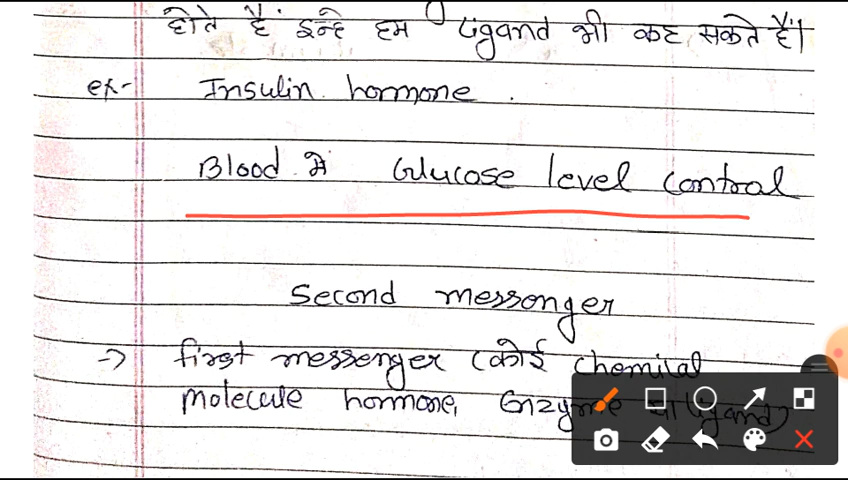 होते हैं इन्हे हम ligand भी कह सकते हैं।
ex- Insulin hormone.
Blood मे Glucose level control
Second messonger
→ first messenger (कोई chemical
molecule hormone, Enzyme या ligand)